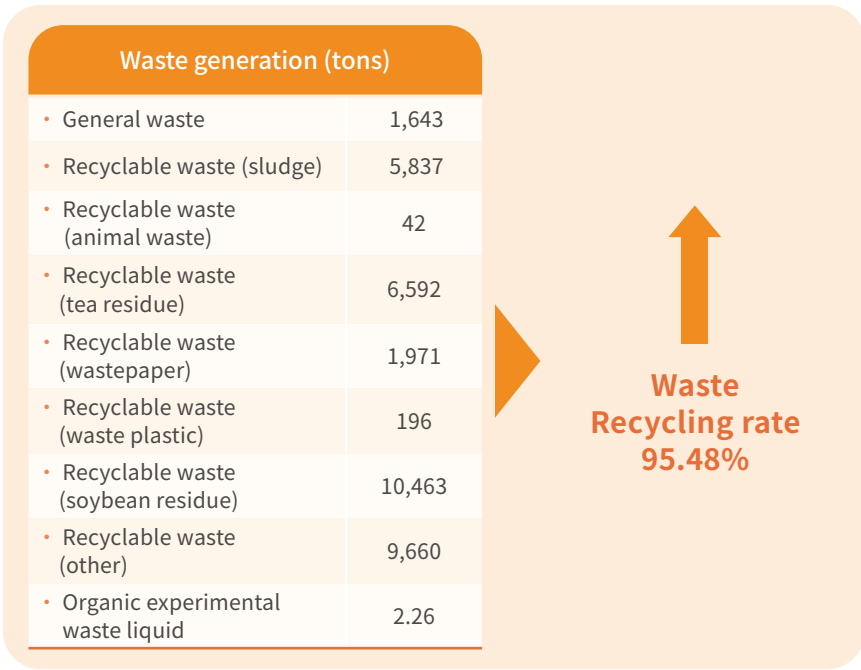 Waste generation (tons)
• General waste 1,643
• Recyclable waste (sludge) 5,837
• Recyclable waste
(animal waste) 42
• Recyclable waste
(tea residue) 6,592
• Recyclable waste
(wastepaper) 1,971
• Recyclable waste
(waste plastic) 196
• Recyclable waste
(soybean residue) 10,463
• Recyclable waste
(other) 9,660
• Organic experimental
waste liquid 2.26
Waste
Recycling rate
95.48%